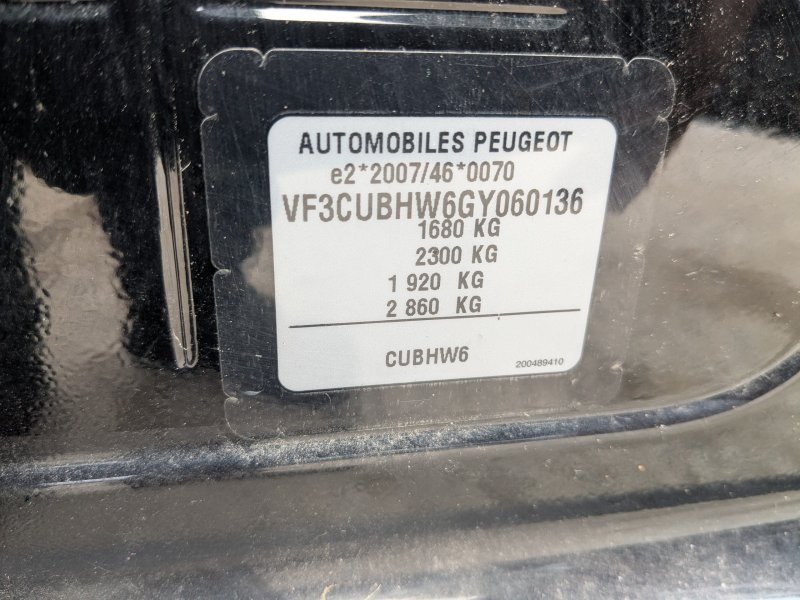 AUTOMOBILES PEUGEOT
e2*2007/46*0070
VF3CUBHW6GY060136
1680 KG
2300 KG
1 920 KG
2 860 KG
CUBHW6
200489410